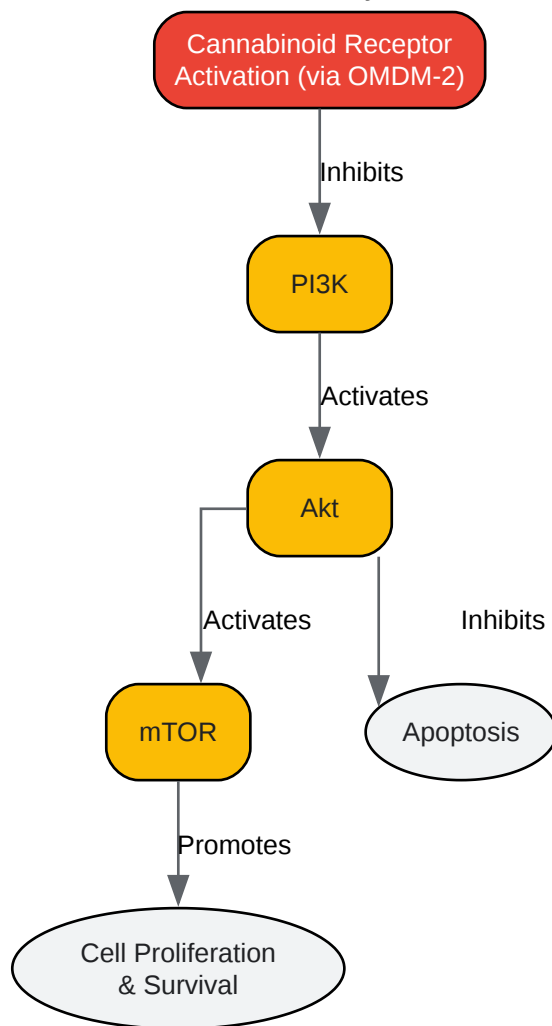 Cannabinoid Receptor
Activation (via OMDM-2)
Inhibits
PI3K
Activates
Akt
Activates
Inhibits
mTOR
Apoptosis
Promotes
Cell Proliferation
& Survival